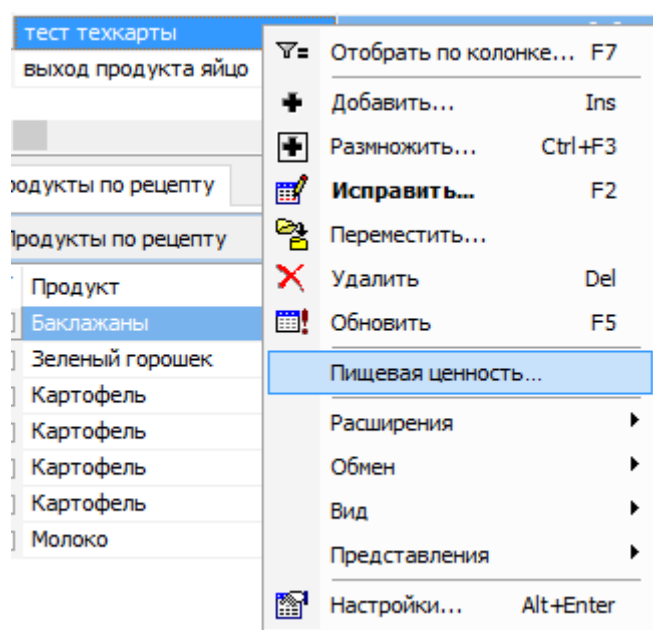 тест техкарты
выход продукта яйцо
Отобрать по колонке... F7
Добавить... Ins
Размножить... Ctrl+F3
Исправить... F2
Переместить...
Удалить Del
Обновить F5
Пищевая ценность...
Расширения
Обмен
Вид
Представления
Настройки... Alt+Enter
родукты по рецепту
Продукты по рецепту
Продукт
Баклажаны
Зеленый горошек
Картофель
Картофель
Картофель
Картофель
Молоко